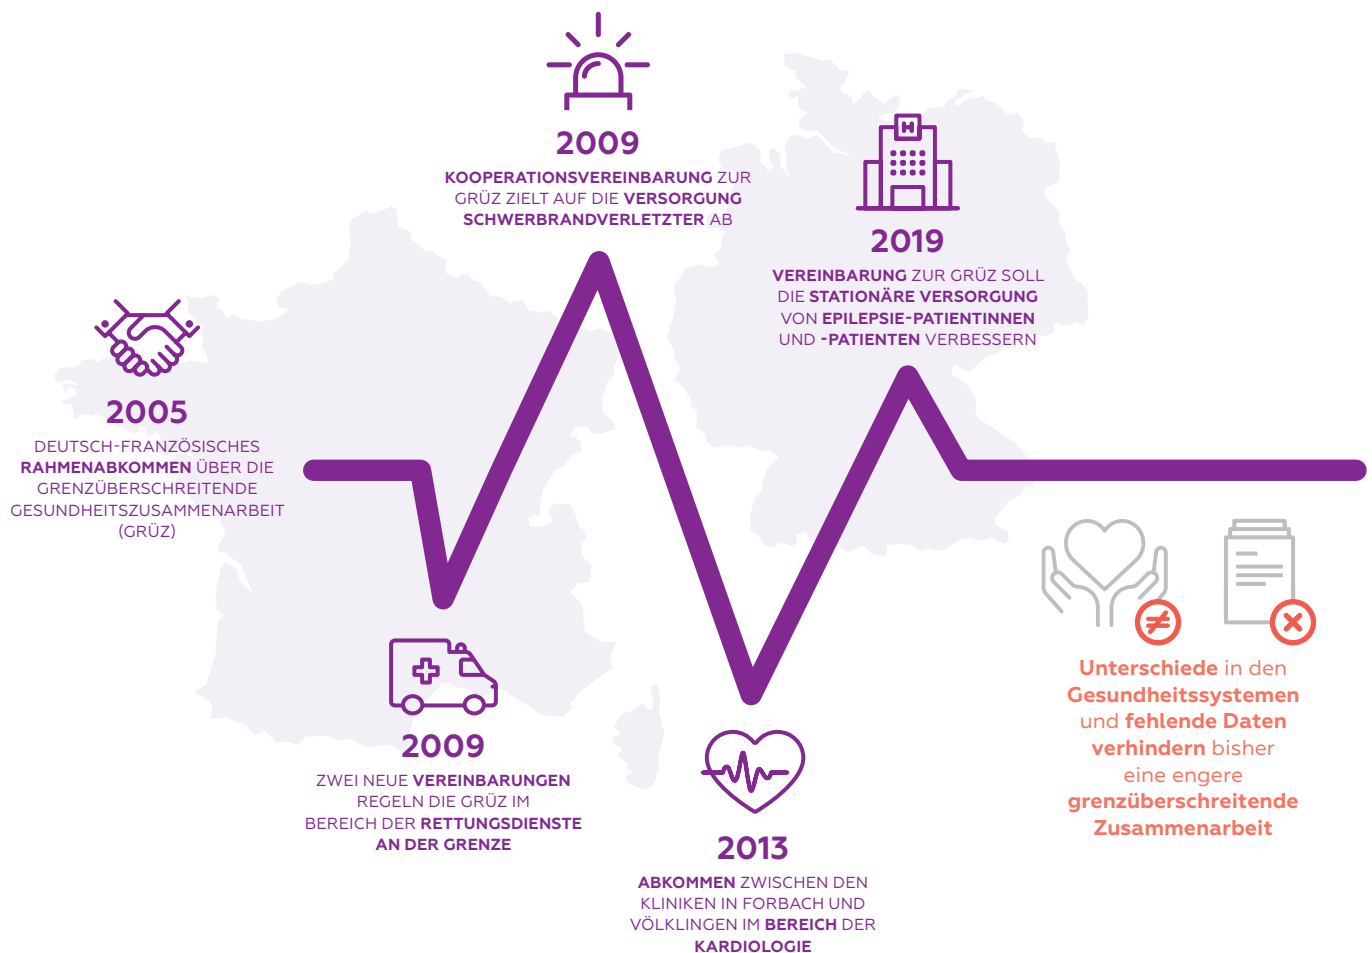 2005
DEUTSCH-FRANZÖSISCHES
RAHMENABKOMMEN ÜBER DIE
GRENZÜBERSCHREITENDE
GESUNDHEITSZUSAMMENARBEIT
(GRÜZ)
2009
ZWEI NEUE VEREINBARUNGEN
REGELN DIE GRÜZ IM
BEREICH DER RETTUNGSDIENSTE
AN DER GRENZE
2009
KOOPERATIONSVEREINBARUNG ZUR
GRÜZ ZIELT AUF DIE VERSORGUNG
SCHWERBRANDVERLETZTER AB
2013
ABKOMMEN ZWISCHEN DEN
KLINIKEN IN FORBACH UND
VÖLKLINGEN IM BEREICH DER
KARDIOLOGIE
H
2019
VEREINBARUNG ZUR GRÜZ SOLL
DIE STATIONÄRE VERSORGUNG
VON EPILEPSIE-PATIENTINNEN
UND -PATIENTEN VERBESSERN
≠
Unterschiede in den
Gesundheitssystemen
und fehlende Daten
verhindern bisher
eine engere
grenzüberschreitende
Zusammenarbeit